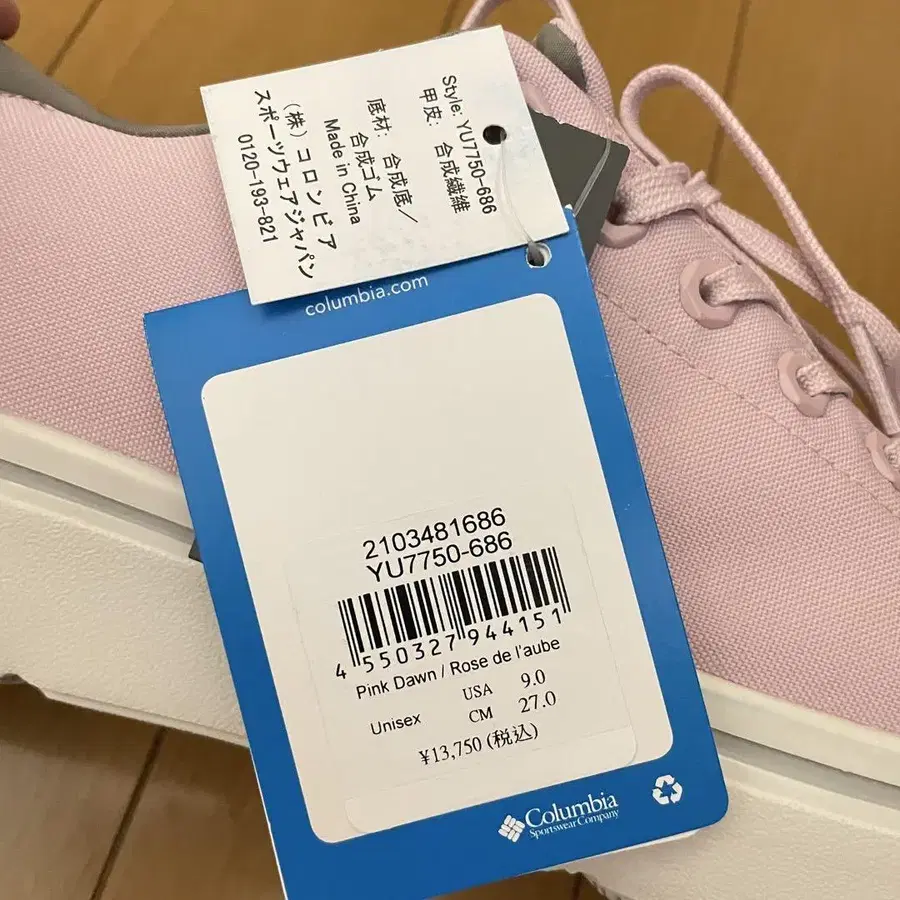 Style: YU7750-686
甲皮: 合成繊維
底材: 合成底/
合成ゴム
Made in China
(株) コロンビア
スポーツウェアジャパン
0120-193-821
columbia.com
2103481686
YU7750-686
4 550327 944151
Pink Dawn / Rose de l'aube
Unisex USA 9.0
CM 27.0
¥13,750 (税込)
Columbia
Sportswear Company